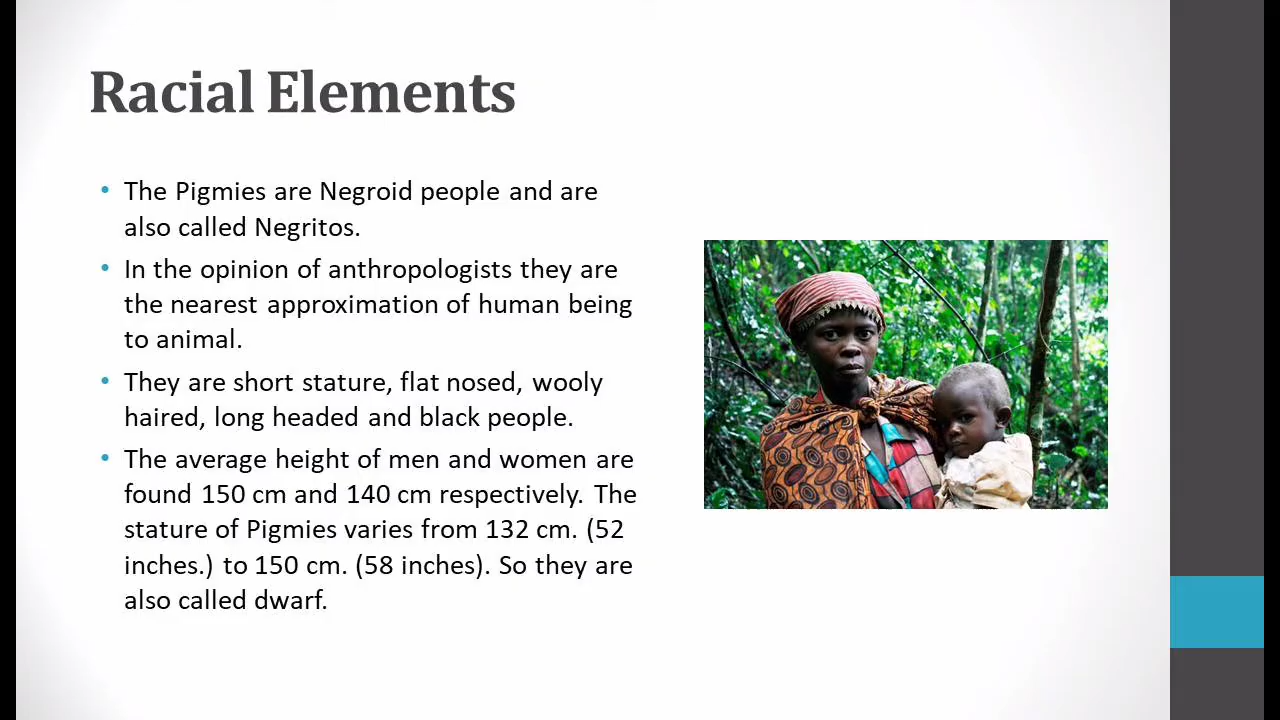 Racial Elements
• The Pigmies are Negroid people and are
also called Negritos.
• In the opinion of anthropologists they are
the nearest approximation of human being
to animal.
• They are short stature, flat nosed, wooly
haired, long headed and black people.
• The average height of men and women are
found 150 cm and 140 cm respectively. The
stature of Pigmies varies from 132 cm. (52
inches.) to 150 cm. (58 inches). So they are
also called dwarf.